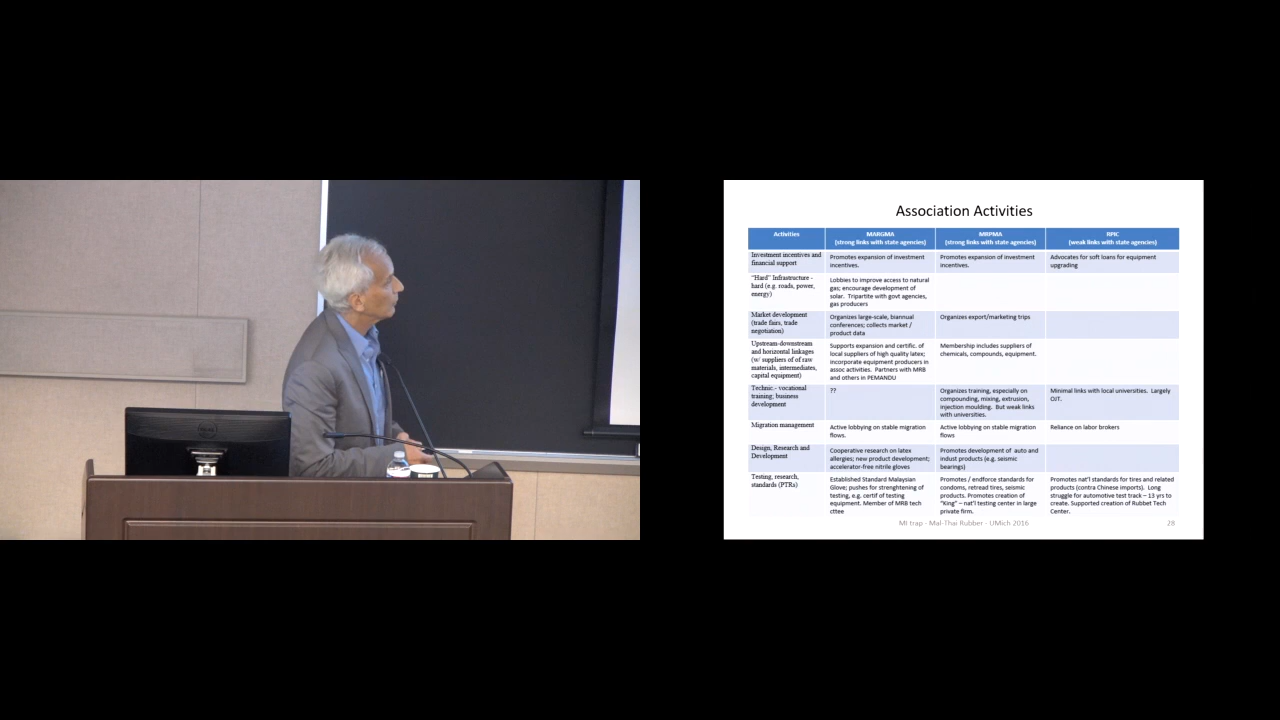 Association Activities
Activities
MARGMA
(strong links with state agencies)
MRPMA
(strong links with state agencies)
RPIC
(weak links with state agencies)
Investment incentives and
financial support
Promotes expansion of investment
incentives.
Promotes expansion of investment
incentives.
Advocates for soft loans for equipment
upgrading
"Hard" Infrastructure -
hard (e.g. roads, power,
energy)
Lobbies to improve access to natural
gas; encourage development of
solar. Tripartite with govt agencies,
gas producers
Market development
(trade fairs, trade
negotiation)
Organizes large-scale, biannual
conferences; collects market /
product data
Organizes export/marketing trips
Upstream-downstream
and horizontal linkages
(w/ suppliers of of raw
materials, intermediates,
capital equipment)
Supports expansion and certific. of
local suppliers of high quality latex;
incorporate equipment producers in
assoc activities. Partners with MRB
and others in PEMANDU
Membership includes suppliers of
chemicals, compounds, equipment.
Technic.- vocational
training; business
development
??
Organizes training, especially on
compounding, mixing, extrusion,
injection moulding. But weak links
with universities.
Minimal links with local universities. Largely
OJT.
Migration management
Active lobbying on stable migration
flows.
Active lobbying on stable migration
flows
Reliance on labor brokers
Design, Research and
Development
Cooperative research on latex
allergies; new product development;
accelerator-free nitrile gloves
Promotes development of auto and
indust products (e.g. seismic
bearings)
Testing, research,
standards (PTRs)
Established Standard Malaysian
Glove; pushes for strenghtening of
testing, e.g. certif of testing
equipment. Member of MRB tech
cttee
Promotes / endforce standards for
condoms, retread tires, seismic
products. Promotes creation of
"King" – nat'l testing center in large
private firm.
Promotes nat'l standards for tires and related
products (contra Chinese imports). Long
struggle for automotive test track – 13 yrs to
create. Supported creation of Rubbet Tech
Center.
MI trap - Mal-Thai Rubber - UMich 2016
28